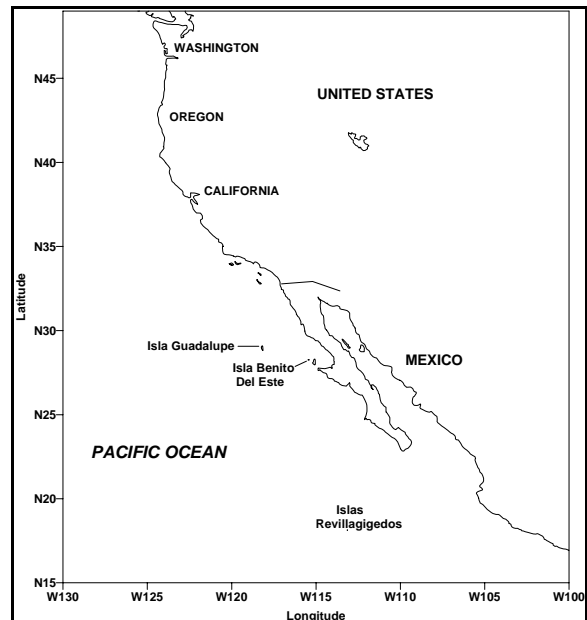 WASHINGTON
N45
UNITED STATES
OREGON
N40
CALIFORNIA
N35
Latitude
N30
Isla Guadalupe
MEXICO
Isla Benito
Del Este
N25
PACIFIC OCEAN
N20
Islas
Revillagigedos
N15
W130
W125
W120
W115
W110
W105
W100
Longitude